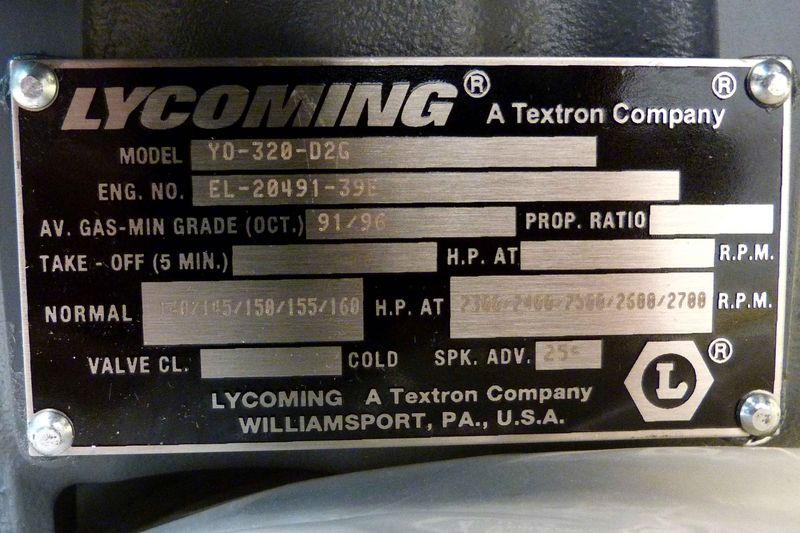 LYCOMING ® A Textron Company ®
MODEL YO-320-D2G
ENG. NO. EL-20491-39E
AV. GAS-MIN GRADE (OCT.) 91/96 PROP. RATIO
TAKE - OFF (5 MIN.) H.P. AT R.P.M.
NORMAL 140/145/150/155/160 H.P. AT 2300/2400/2500/2600/2700 R.P.M.
VALVE CL. COLD SPK. ADV. 25°
L ®
LYCOMING A Textron Company
WILLIAMSPORT, PA., U.S.A.